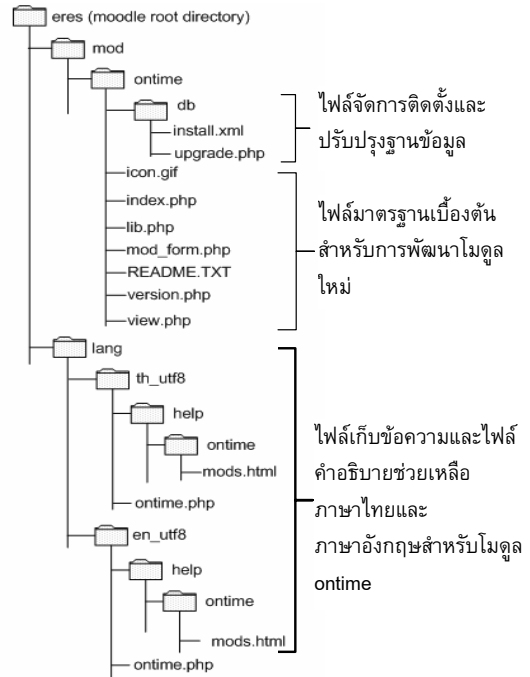 eres (moodle root directory)
mod
ontime
db
install.xml
upgrade.php
ไฟล์จัดการติดตั้งและ
ปรับปรุงฐานข้อมูล
icon.gif
index.php
lib.php
mod_form.php
README.TXT
version.php
view.php
ไฟล์มาตรฐานเบื้องต้น
สำหรับการพัฒนาโมดูล
ใหม่
lang
th_utf8
help
ontime
mods.html
ontime.php
en_utf8
help
ontime
mods.html
ontime.php
ไฟล์เก็บข้อความและไฟล์
คำอธิบายช่วยเหลือ
ภาษาไทยและ
ภาษาอังกฤษสำหรับโมดูล
ontime